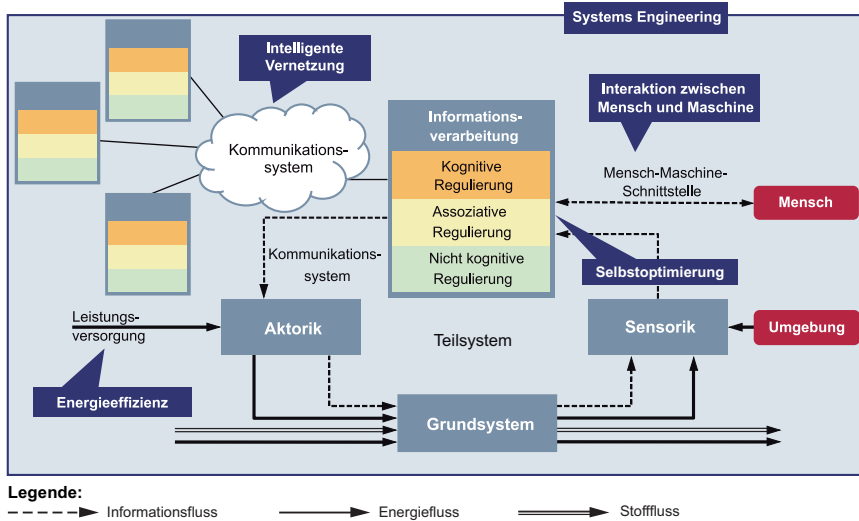 Systems Engineering
Intelligente
Vernetzung
Interaktion zwischen
Mensch und Maschine
Informations-
verarbeitung
Kommunikations-
system
Kognitive
Regulierung
Mensch-Maschine-
Schnittstelle
Mensch
Assoziative
Regulierung
Kommunikations-
system
Nicht kognitive
Regulierung
Selbstoptimierung
Leistungs-
versorgung
Aktorik
Teilsystem
Sensorik
Umgebung
Energieeffizienz
Grundsystem
Legende:
Informationsfluss
Energiefluss
Stofffluss